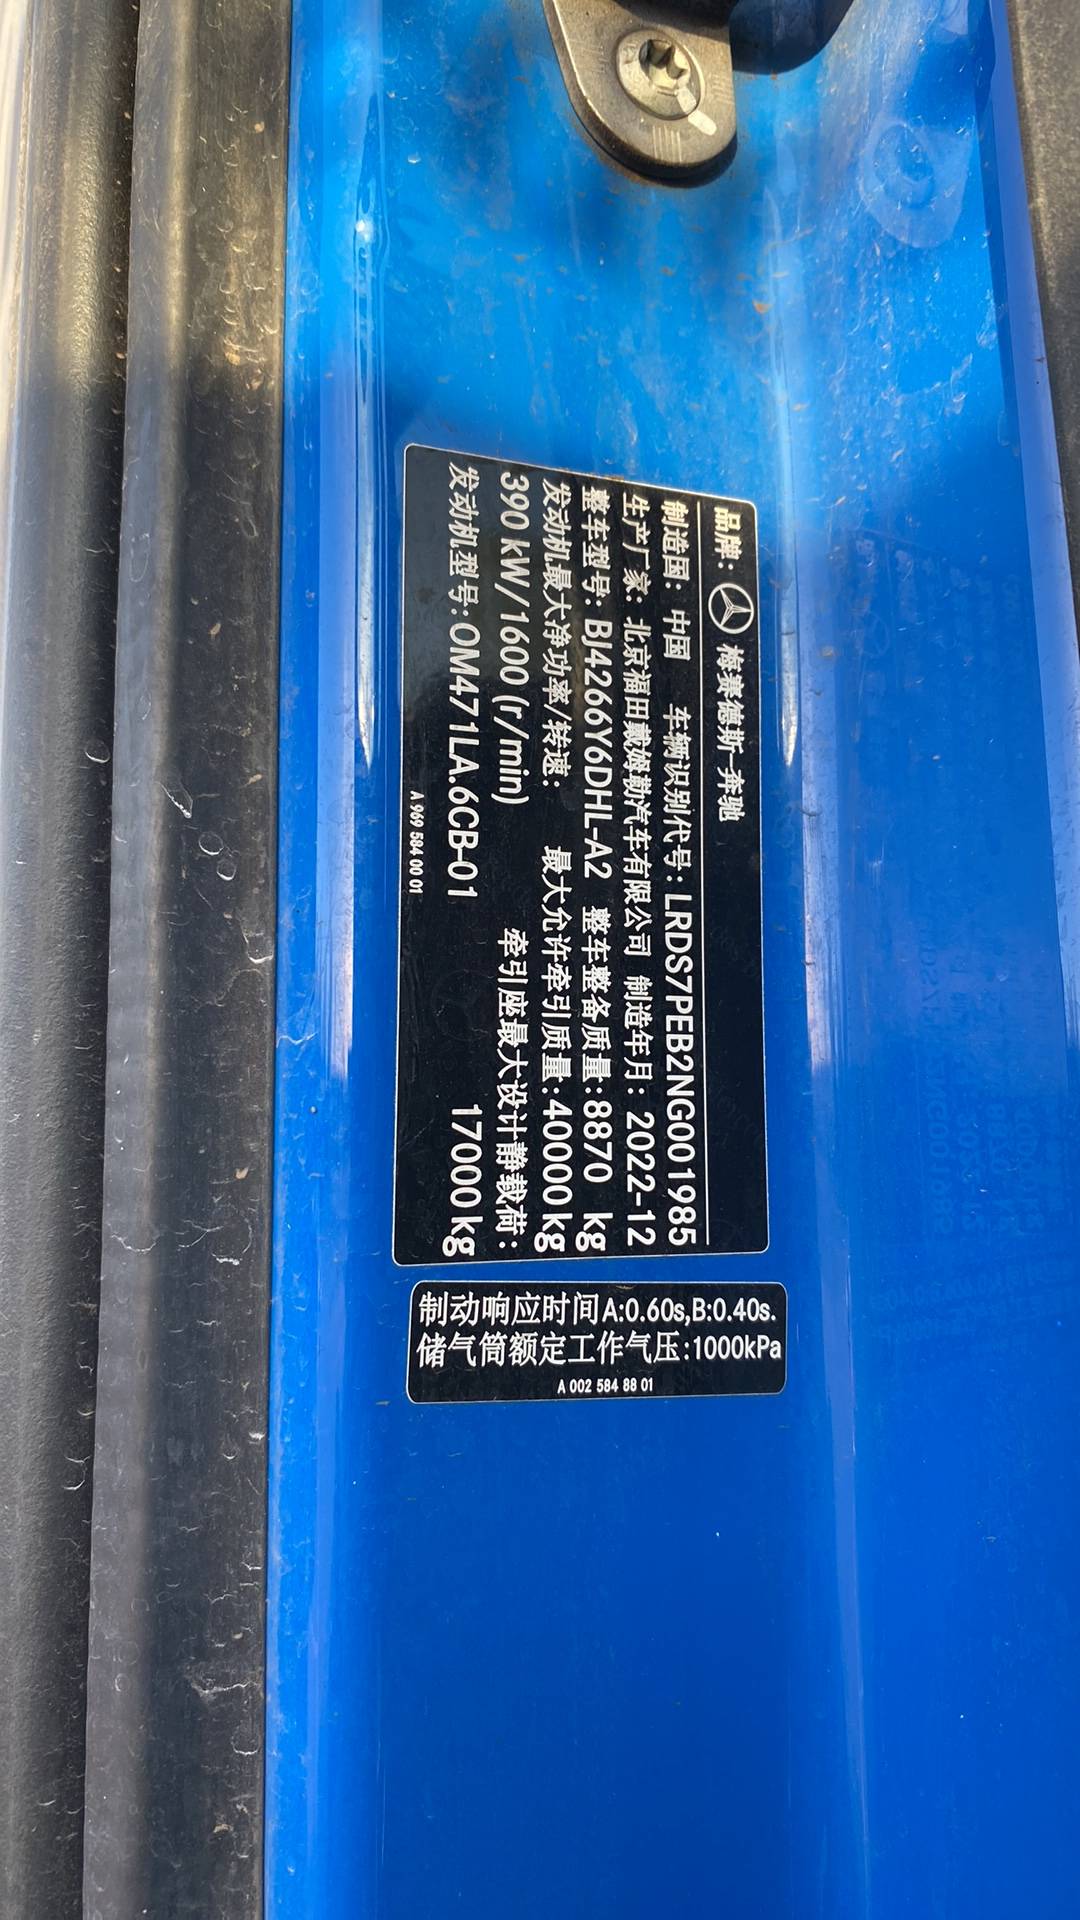 品牌: 梅赛德斯-奔驰
制造国: 中国 车辆识别代号: LRDS7PEB2NG001985
生产厂家: 北京福田戴姆勒汽车有限公司 制造年月: 2022-12
整车型号: BJ4266Y6DHL-A2 整车整备质量:8870 kg
发动机最大净功率/转速: 最大允许牵引质量:40000kg
390 kW/1600 (r/min) 牵引座最大设计静载荷:
发动机型号:OM471LA.6CB-01 17000kg
A 969 584 00 01
制动响应时间A:0.60s,B:0.40s.
储气筒额定工作气压:1000kPa
A 002 584 88 01